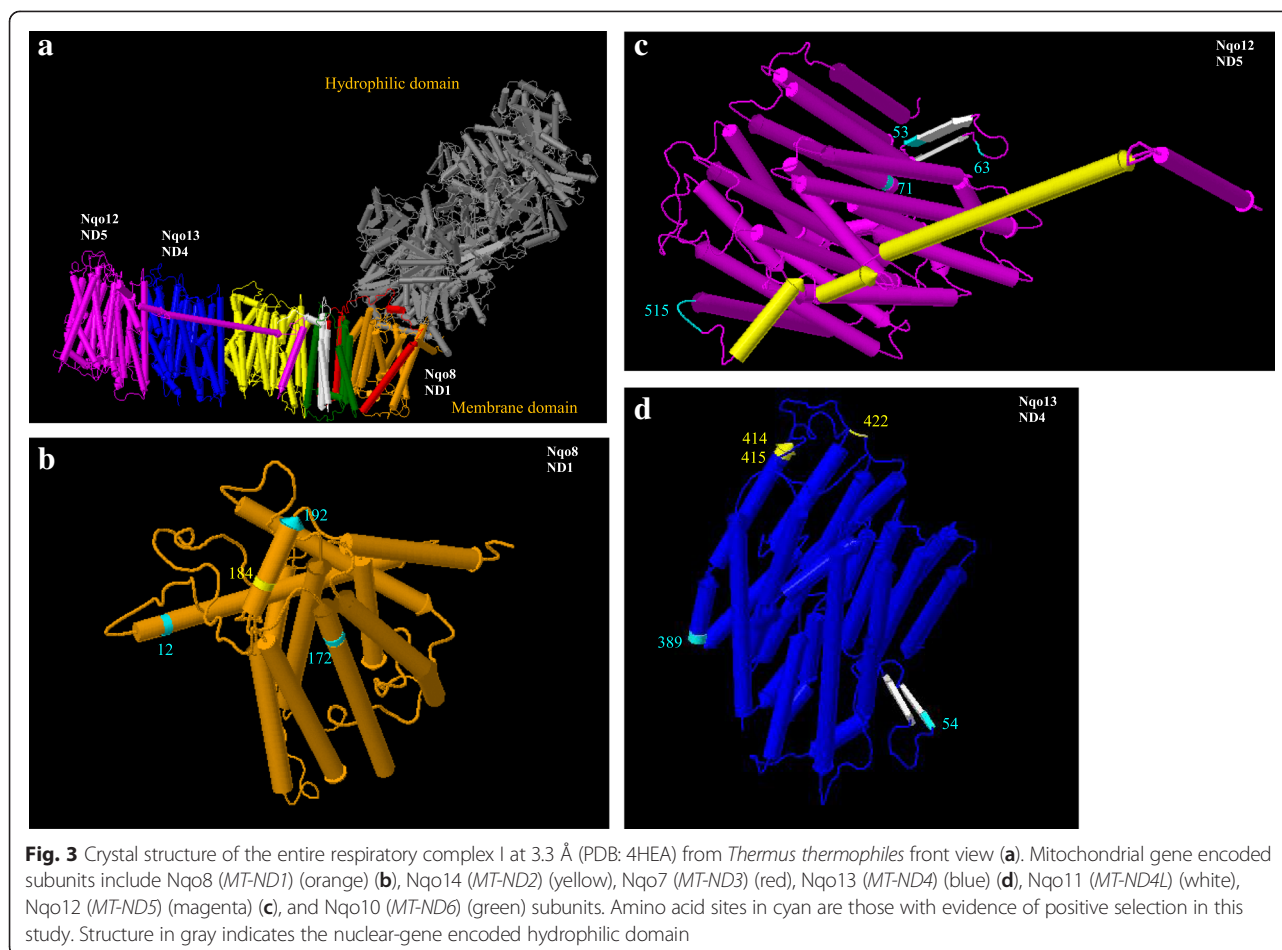 a
Hydrophilic domain
Nqo12
ND5
Nqo13
ND4
Nqo8
ND1
Membrane domain
b
Nqo8
ND1
192
184
12
172
c
Nqo12
ND5
53
63
71
515
d
Nqo13
ND4
414
415
422
389
54
Fig. 3 Crystal structure of the entire respiratory complex I at 3.3 Å (PDB: 4HEA) from Thermus thermophiles front view (a). Mitochondrial gene encoded
subunits include Nqo8 (MT-ND1) (orange) (b), Nqo14 (MT-ND2) (yellow), Nqo7 (MT-ND3) (red), Nqo13 (MT-ND4) (blue) (d), Nqo11 (MT-ND4L) (white),
Nqo12 (MT-ND5) (magenta) (c), and Nqo10 (MT-ND6) (green) subunits. Amino acid sites in cyan are those with evidence of positive selection in this
study. Structure in gray indicates the nuclear-gene encoded hydrophilic domain